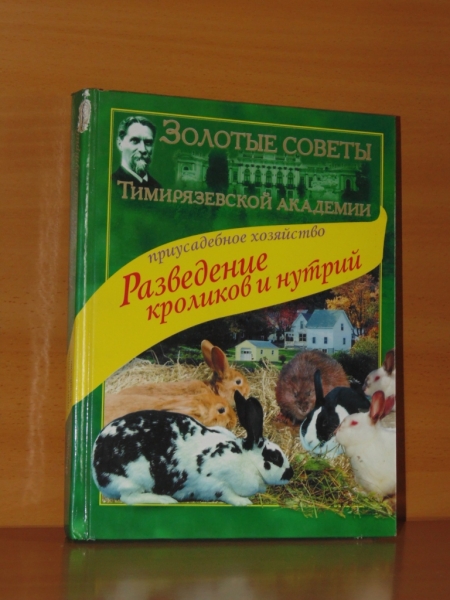 Золотые советы
Тимирязевской академии
приусадебное хозяйство
Разведение
кроликов и нутрий